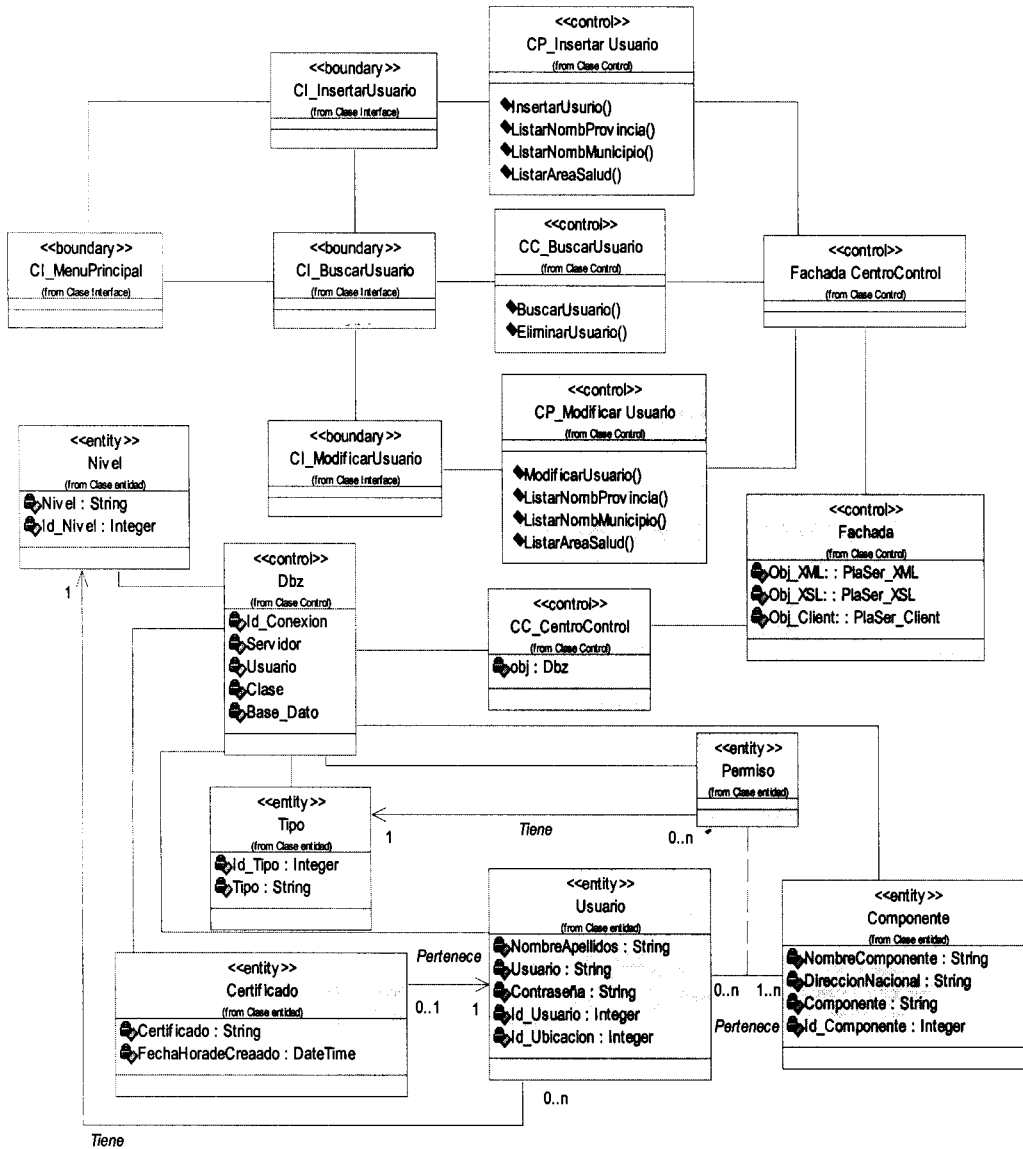 <<control>>
CP_Insertar Usuario
(from Clase Control)
InsertarUsurio()
ListarNombProvincia()
ListarNombMunicipio()
ListarAreaSalud()
<<boundary>>
CI_InsertarUsuario
(from Clase Interface)
<<boundary>>
CI_MenuPrincipal
(from Clase Interface)
<<boundary>>
CI_BuscarUsuario
(from Clase Interface)
<<control>>
CC_BuscarUsuario
(from Clase Control)
BuscarUsuario()
EliminarUsuario()
<<control>>
Fachada CentroControl
(from Clase Control)
<<control>>
CP_Modificar Usuario
(from Clase Control)
ModificarUsuario()
ListarNombProvincia()
ListarNombMunicipio()
ListarAreaSalud()
<<boundary>>
CI_ModificarUsuario
(from Clase Interface)
<<entity>>
Nivel
(from Clase entidad)
Nivel : String
Id_Nivel : Integer
1
<<control>>
Fachada
(from Clase Control)
Obj_XML: : PlaSer_XML
Obj_XSL: : PlaSer_XSL
Obj_Client: : PlaSer_Client
<<control>>
Dbz
(from Clase Control)
Id_Conexion
Servidor
Usuario
Clase
Base_Dato
<<control>>
CC_CentroControl
(from Clase Control)
obj : Dbz
<<entity>>
Permiso
(from Clase entidad)
<<entity>>
Tipo
(from Clase entidad)
Id_Tipo : Integer
Tipo : String
1
Tiene
0..n
<<entity>>
Usuario
(from Clase entidad)
NombreApellidos : String
Usuario : String
Contraseña : String
Id_Usuario : Integer
Id_Ubicacion : Integer
<<entity>>
Componente
(from Clase entidad)
NombreComponente : String
DireccionNacional : String
Componente : String
Id_Componente : Integer
0..n 1..n
Pertenece
<<entity>>
Certificado
(from Clase entidad)
Certificado : String
FechaHoradeCreaado : DateTime
Pertenece
0..1 1
0..n
Tiene